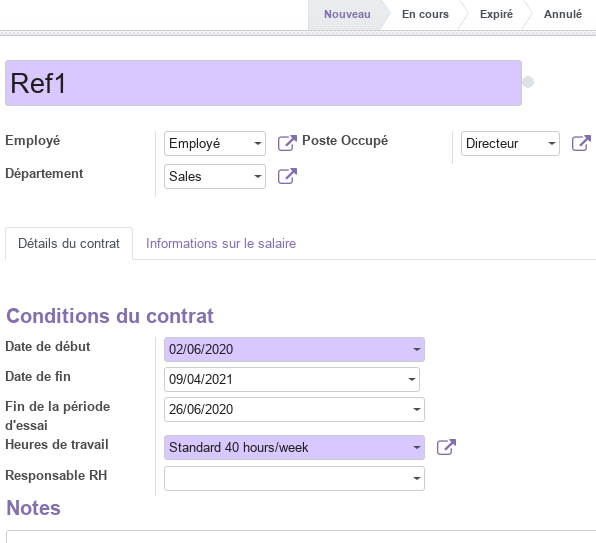 Nouveau En cours Expiré Annulé
Ref1
Employé Employé Poste Occupé Directeur
Département Sales
Détails du contrat Informations sur le salaire
Conditions du contrat
Date de début 02/06/2020
Date de fin 09/04/2021
Fin de la période d'essai 26/06/2020
Heures de travail Standard 40 hours/week
Responsable RH
Notes